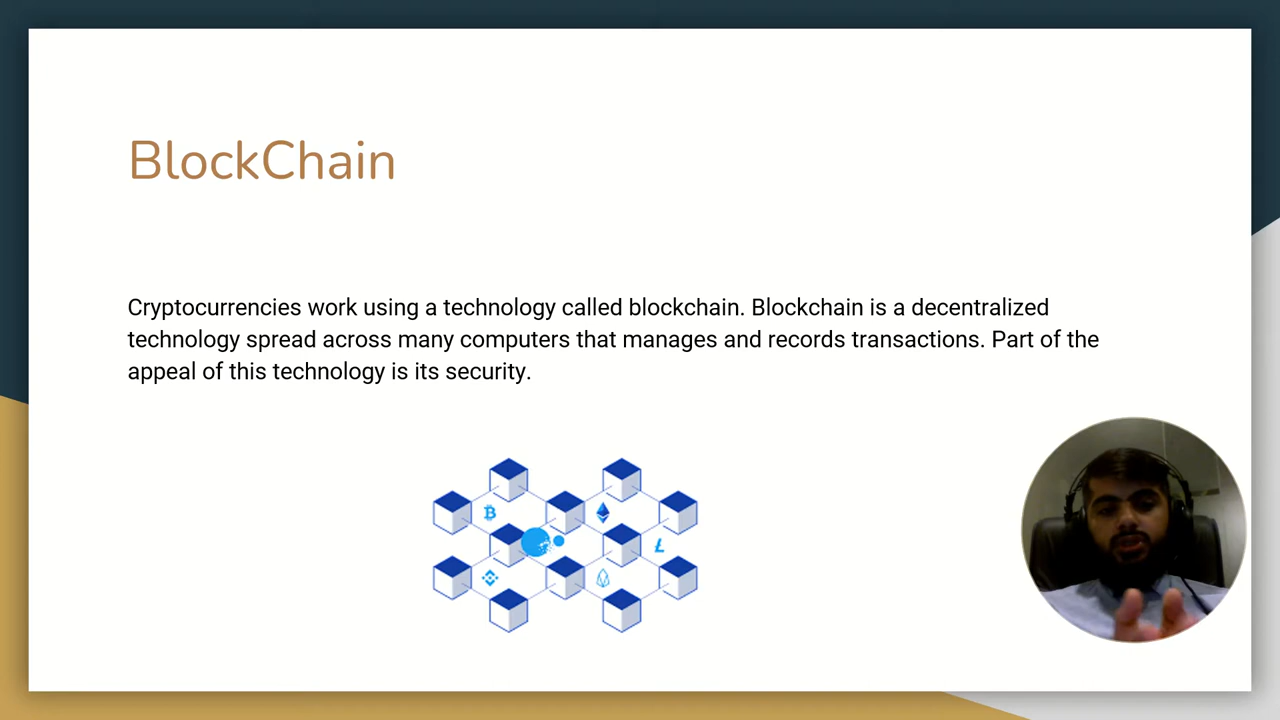 BlockChain
Cryptocurrencies work using a technology called blockchain. Blockchain is a decentralized
technology spread across many computers that manages and records transactions. Part of the
appeal of this technology is its security.